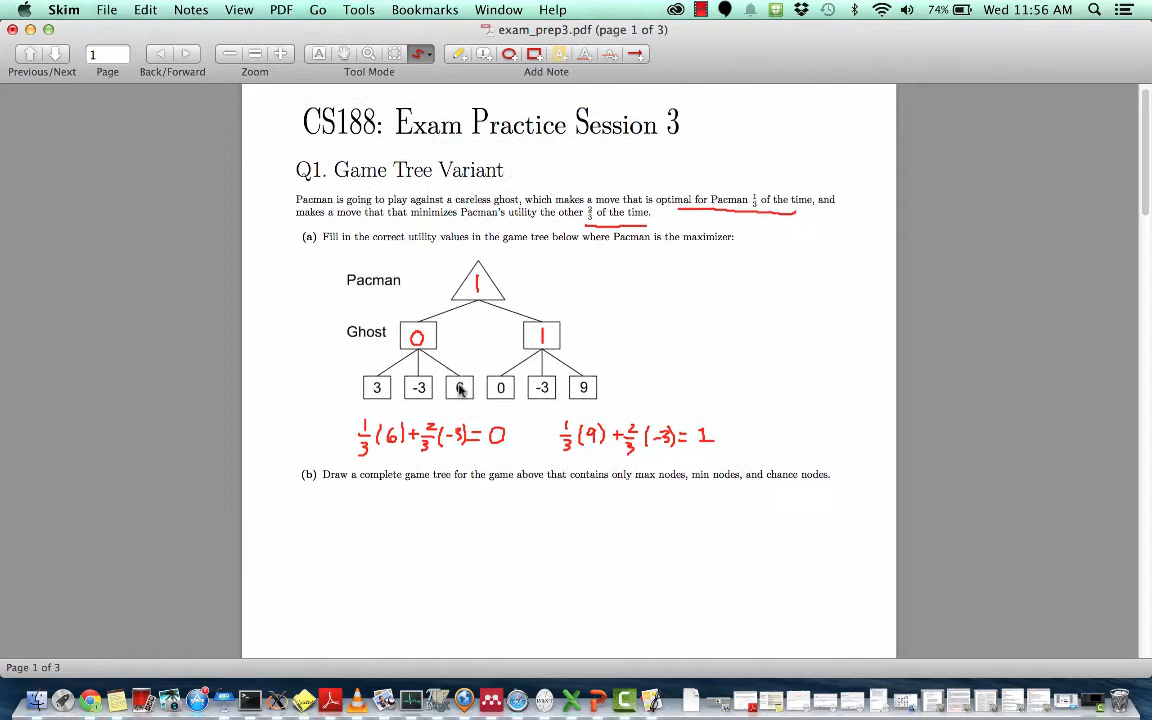 Skim File Edit View PDF Go Tools Bookmarks Window Help 74% Wed 11:56 AM
exam_prep3.pdf (page 1 of 3)
1
Previous/Next Page Back/Forward Zoom Tool Mode Add Note
CS188: Exam Practice Session 3
Q1. Game Tree Variant
Pacman is going to play against a careless ghost, which makes a move that is optimal for Pacman 1/3 of the time, and
makes a move that that minimizes Pacman's utility the other 2/3 of the time.
(a) Fill in the correct utility values in the game tree below where Pacman is the maximizer:
Pacman 1
Ghost 0 1
3 -3 6 0 -3 9
1/3 (6) + 2/3 (-3) = 0 1/3 (9) + 2/3 (-3) = 1
(b) Draw a complete game tree for the game above that contains only max nodes, min nodes, and chance nodes.
Page 1 of 3